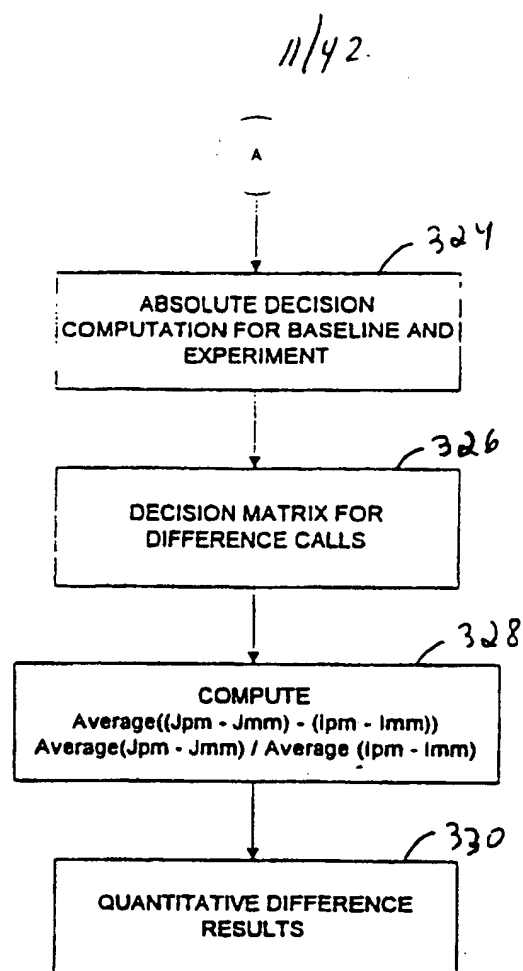 11/42.
A
324
ABSOLUTE DECISION
COMPUTATION FOR BASELINE AND
EXPERIMENT
326
DECISION MATRIX FOR
DIFFERENCE CALLS
328
COMPUTE
Average((Jpm - Jmm) - (Ipm - Imm))
Average(Jpm - Jmm) / Average (Ipm - Imm)
330
QUANTITATIVE DIFFERENCE
RESULTS